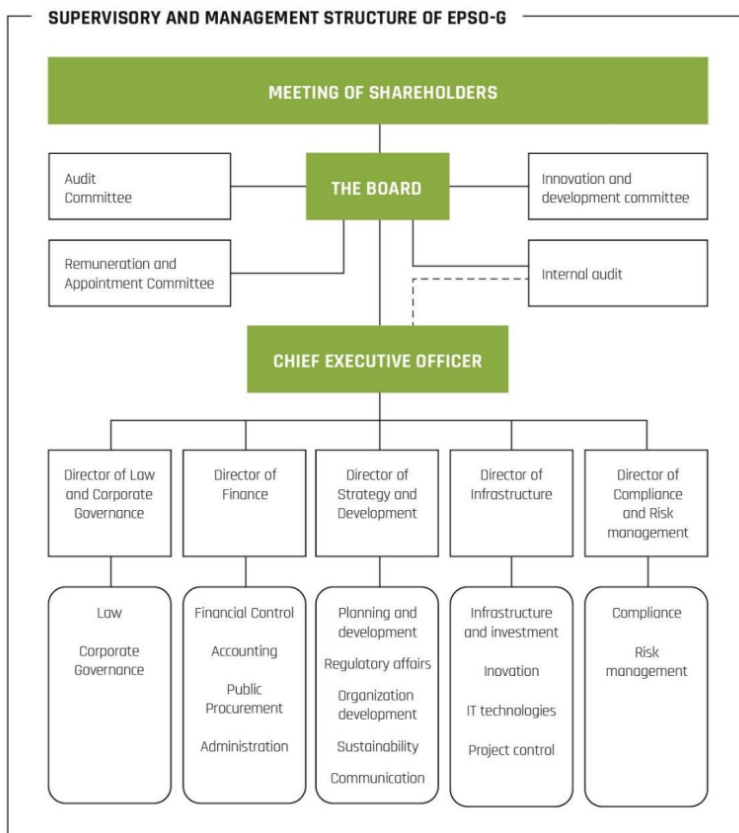 SUPERVISORY AND MANAGEMENT STRUCTURE OF EPSO-G
MEETING OF SHAREHOLDERS
Audit
Committee
THE BOARD
Innovation and
development committee
Remuneration and
Appointment Committee
Internal audit
CHIEF EXECUTIVE OFFICER
Director of Law
and Corporate
Governance
Director of
Finance
Director of
Strategy and
Development
Director of
Infrastructure
Director of
Compliance
and Risk
management
Law
Corporate
Governance
Financial Control
Accounting
Public
Procurement
Administration
Planning and
development
Regulatory affairs
Organization
development
Sustainability
Communication
Infrastructure
and investment
Inovation
IT technologies
Project control
Compliance
Risk
management